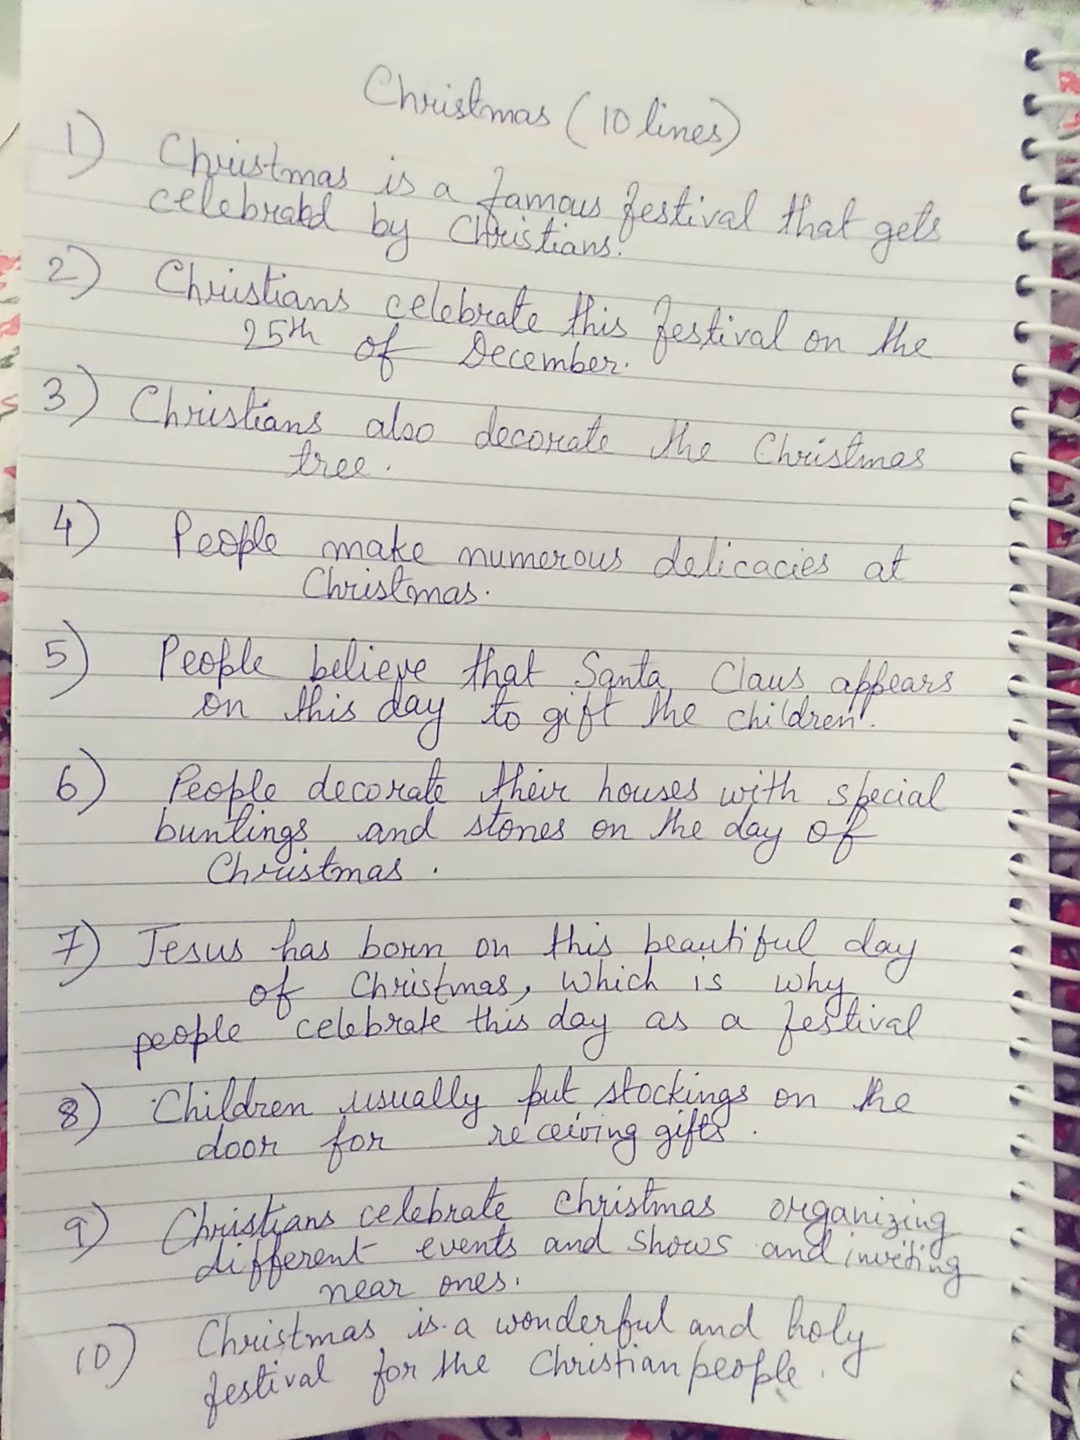 Christmas (10 lines)
1) Christmas is a famous festival that gets
celebrated by Christians.
2) Christians celebrate this festival on the
25th of December.
3) Christians also decorate the Christmas
tree.
4) People make numerous delicacies at
Christmas.
5) People believe that Santa Claus appears
on this day to gift the children.
6) People decorate their houses with special
buntings and stones on the day of
Christmas.
7) Jesus has born on this beautiful day
of Christmas, which is why
people celebrate this day as a festival
8) Children usually put stockings on the
door for receiving gifts.
9) Christians celebrate Christmas organizing
different events and shows and inviting
near ones.
10) Christmas is a wonderful and holy
festival for the Christian people.